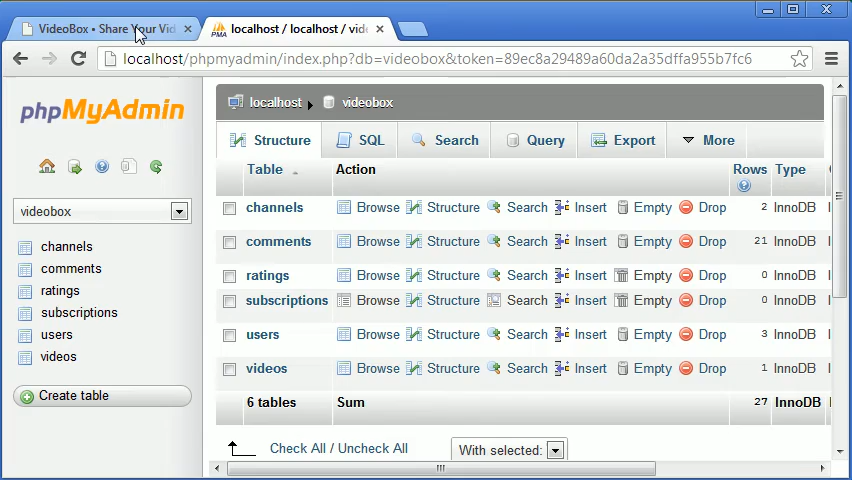 VideoBox • Share Your Vid
localhost / localhost / vide
localhost/phpmyadmin/index.php?db=videobox&token=89ec8a29489a60da2a35dffa955b7fc6
phpMyAdmin
videobox
channels
comments
ratings
subscriptions
users
videos
Create table
localhost videobox
Structure SQL Search Query Export More
Table Action Rows Type
channels Browse Structure Search Insert Empty Drop 2 InnoDB
comments Browse Structure Search Insert Empty Drop 21 InnoDB
ratings Browse Structure Search Insert Empty Drop 0 InnoDB
subscriptions Browse Structure Search Insert Empty Drop 0 InnoDB
users Browse Structure Search Insert Empty Drop 3 InnoDB
videos Browse Structure Search Insert Empty Drop 1 InnoDB
6 tables Sum 27 InnoDB
Check All / Uncheck All With selected: